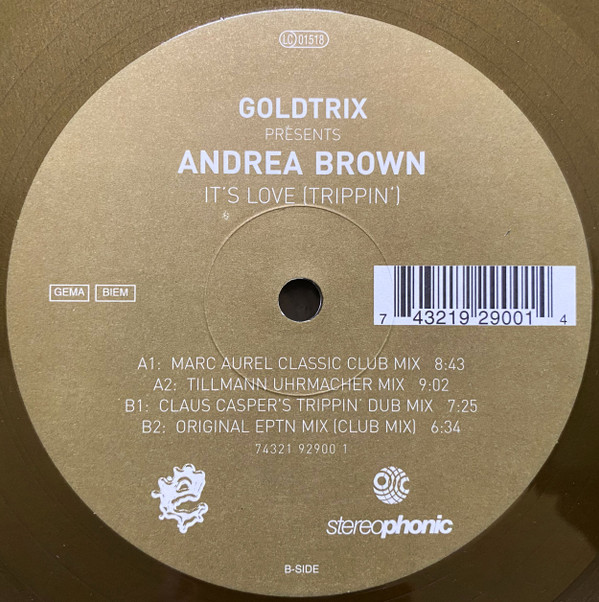 LC 01518
GOLDTRIX
PRESENTS
ANDREA BROWN
IT'S LOVE (TRIPPIN')
GEMA BIEM
7 43219 29001 4
A1: MARC AUREL CLASSIC CLUB MIX 8:43
A2: TILLMANN UHRMACHER MIX 9:02
B1: CLAUS CASPER'S TRIPPIN' DUB MIX 7:25
B2: ORIGINAL EPTN MIX (CLUB MIX) 6:34
74321 92900 1
stereophonic
B-SIDE